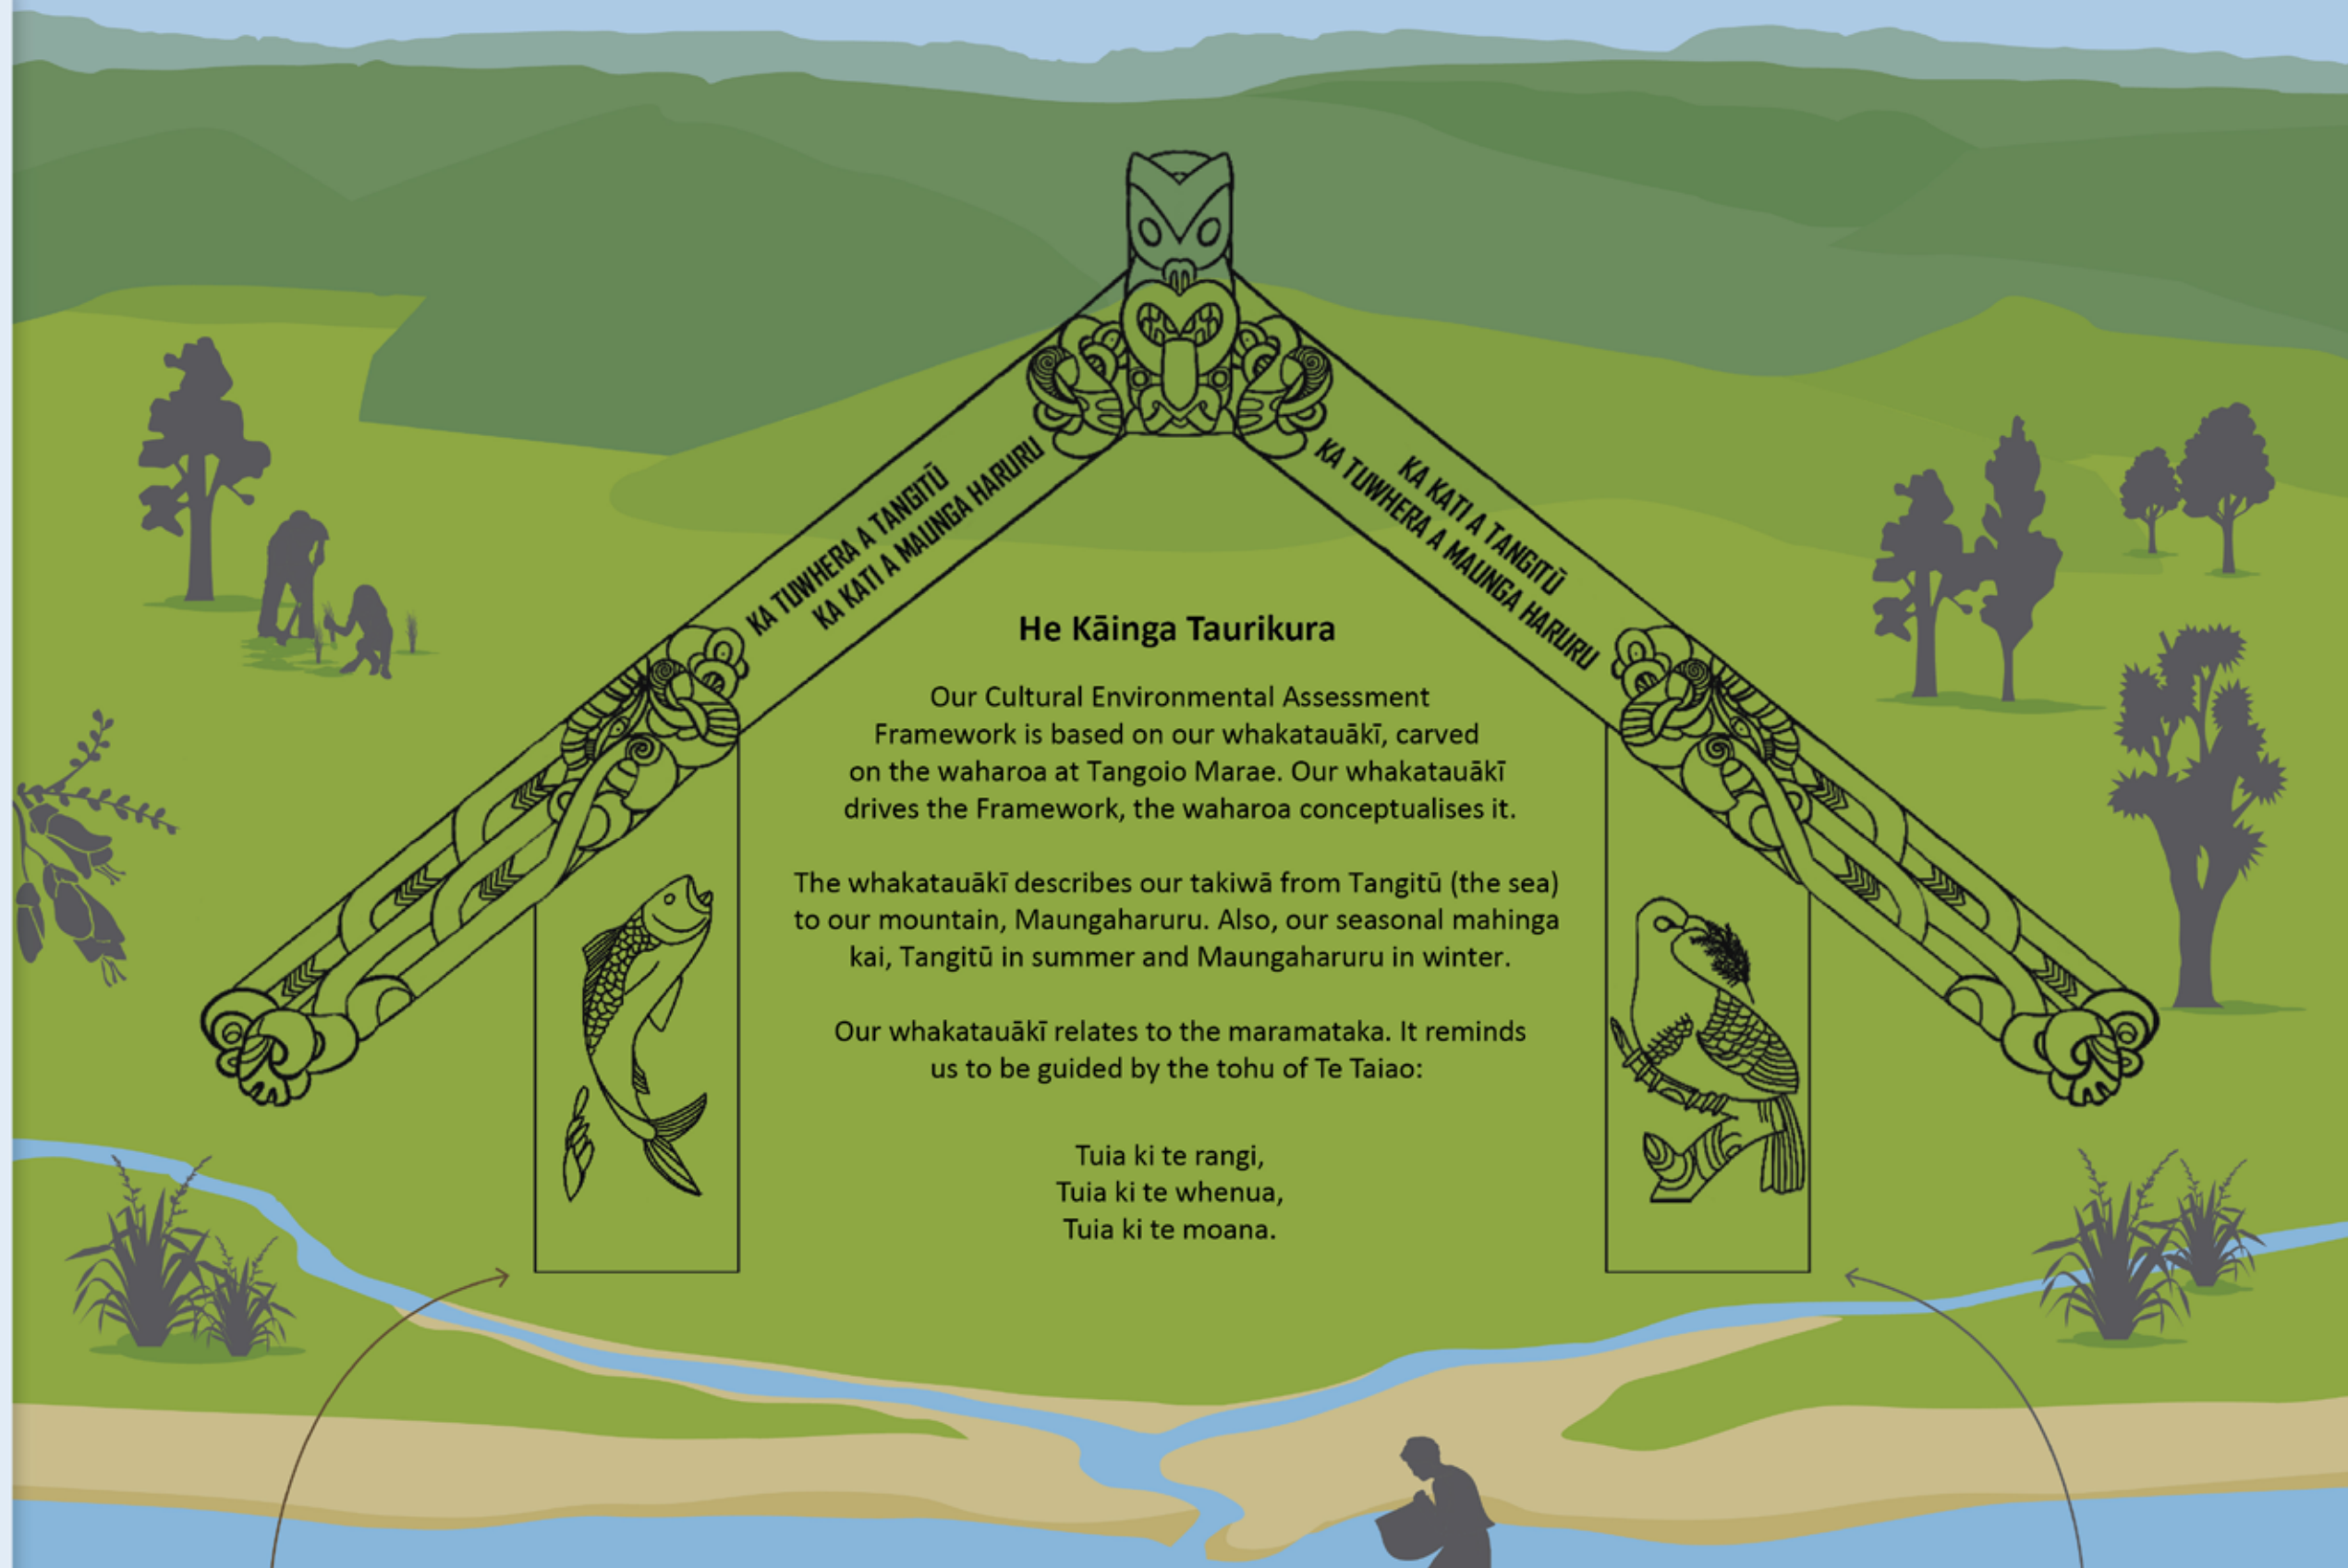 KA TUWHERA A TANGITŪ
KA KATI A MAUNGA HARURU
KA KATI A TANGITŪ
KA TUWHERA A MAUNGA HARURU
He Kāinga Taurikura
Our Cultural Environmental Assessment
Framework is based on our whakatauākī, carved
on the waharoa at Tangoio Marae. Our whakatauākī
drives the Framework, the waharoa conceptualises it.
The whakatauākī describes our takiwā from Tangitū (the sea)
to our mountain, Maungaharuru. Also, our seasonal mahinga
kai, Tangitū in summer and Maungaharuru in winter.
Our whakatauākī relates to the maramataka. It reminds
us to be guided by the tohu of Te Taiao:
Tuia ki te rangi,
Tuia ki te whenua,
Tuia ki te moana.